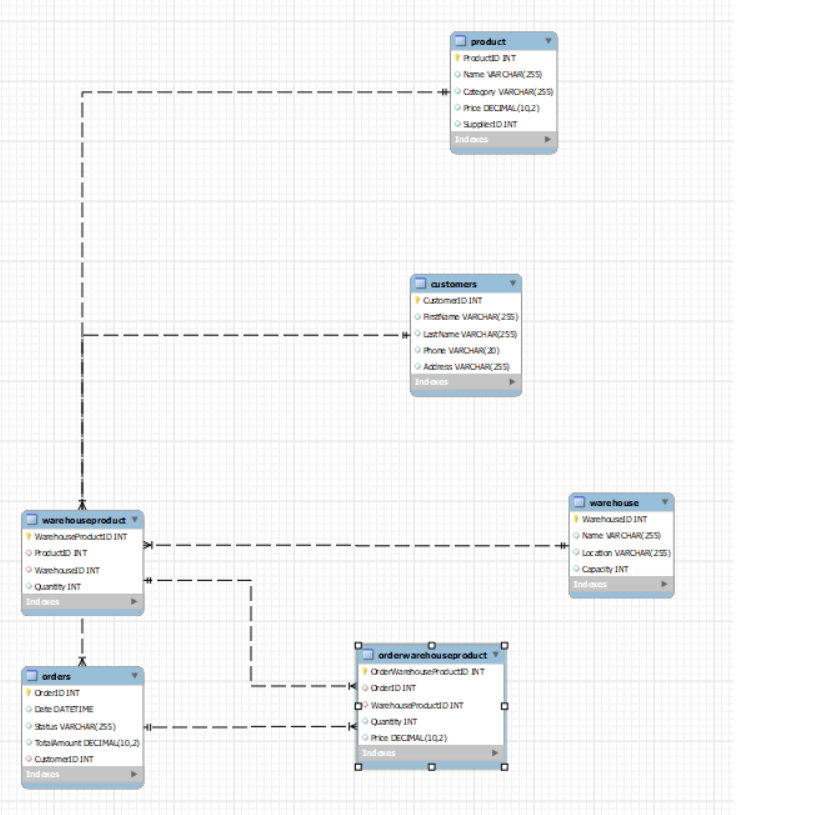 product
ProductID INT
Name VARCHAR(255)
Category VARCHAR(255)
Price DECIMAL(10,2)
SupplierID INT
Indexes
customers
CustomerID INT
FirstName VARCHAR(255)
LastName VARCHAR(255)
Phone VARCHAR(20)
Address VARCHAR(255)
Indexes
warehouse
WarehouseID INT
Name VARCHAR(255)
Location VARCHAR(255)
Capacity INT
Indexes
warehouseproduct
WarehouseProductID INT
ProductID INT
WarehouseID INT
Quantity INT
Indexes
orderwarehouseproduct
OrderWarehouseProductID INT
OrderID INT
WarehouseProductID INT
Quantity INT
Price DECIMAL(10,2)
Indexes
orders
OrderID INT
Date DATETIME
Status VARCHAR(255)
TotalAmount DECIMAL(10,2)
CustomerID INT
Indexes